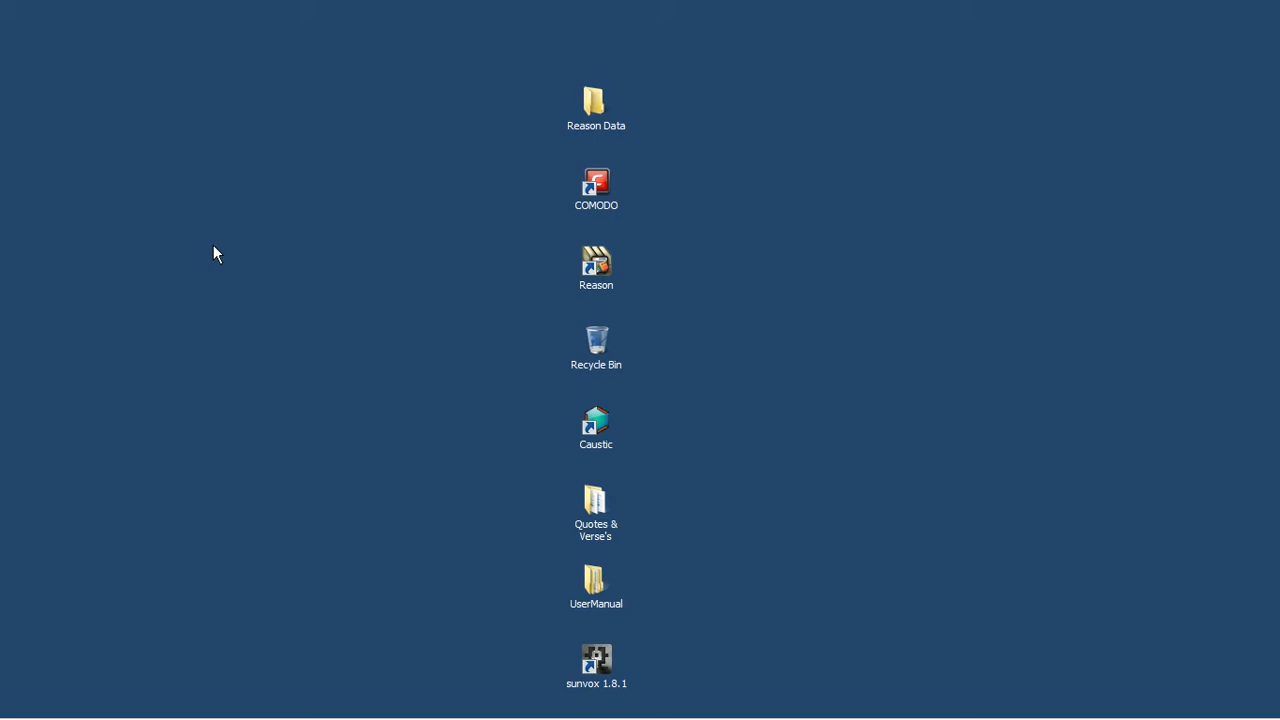 Reason Data
COMODO
Reason
Recycle Bin
Caustic
Quotes &
Verse's
UserManual
sunvox 1.8.1